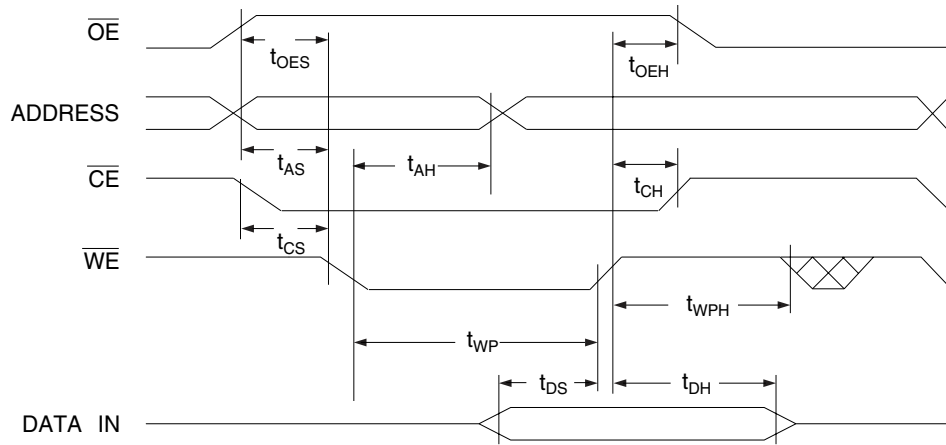 OE
tOES
tOEH
ADDRESS
tAS
tAH
tCH
CE
tCS
WE
tWPH
tWP
tDS
tDH
DATA IN